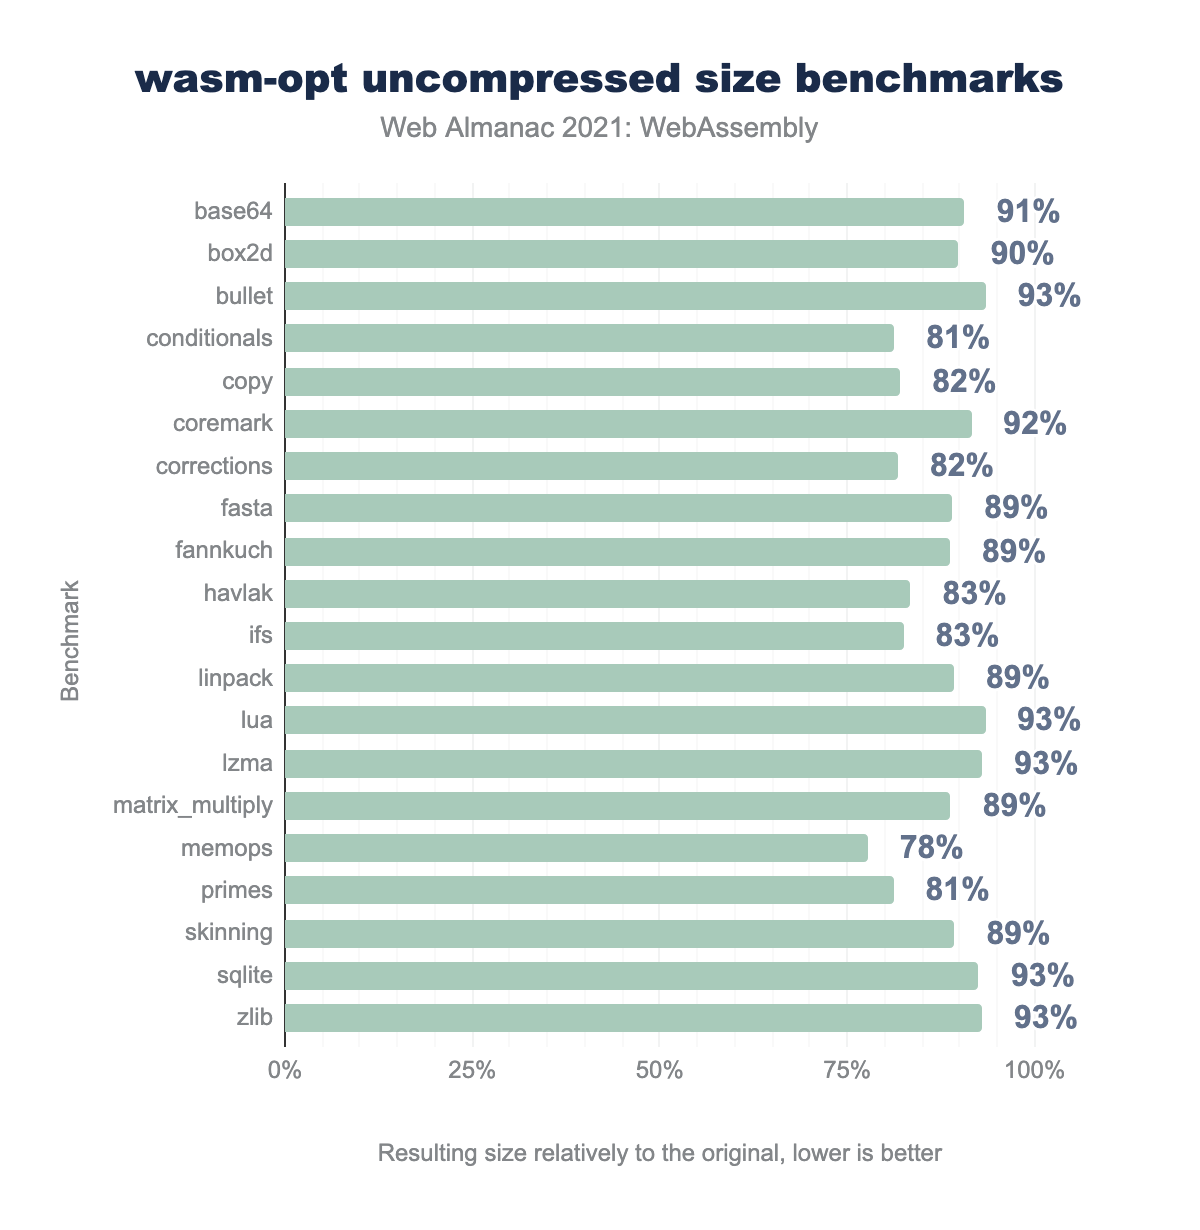 wasm-opt uncompressed size benchmarks
Web Almanac 2021: WebAssembly
base64 91%
box2d 90%
bullet 93%
conditionals 81%
copy 82%
coremark 92%
corrections 82%
fasta 89%
fannkuch 89%
havlak 83%
ifs 83%
linpack 89%
lua 93%
lzma 93%
matrix_multiply 89%
memops 78%
primes 81%
skinning 89%
sqlite 93%
zlib 93%
Benchmark
0% 25% 50% 75% 100%
Resulting size relatively to the original, lower is better